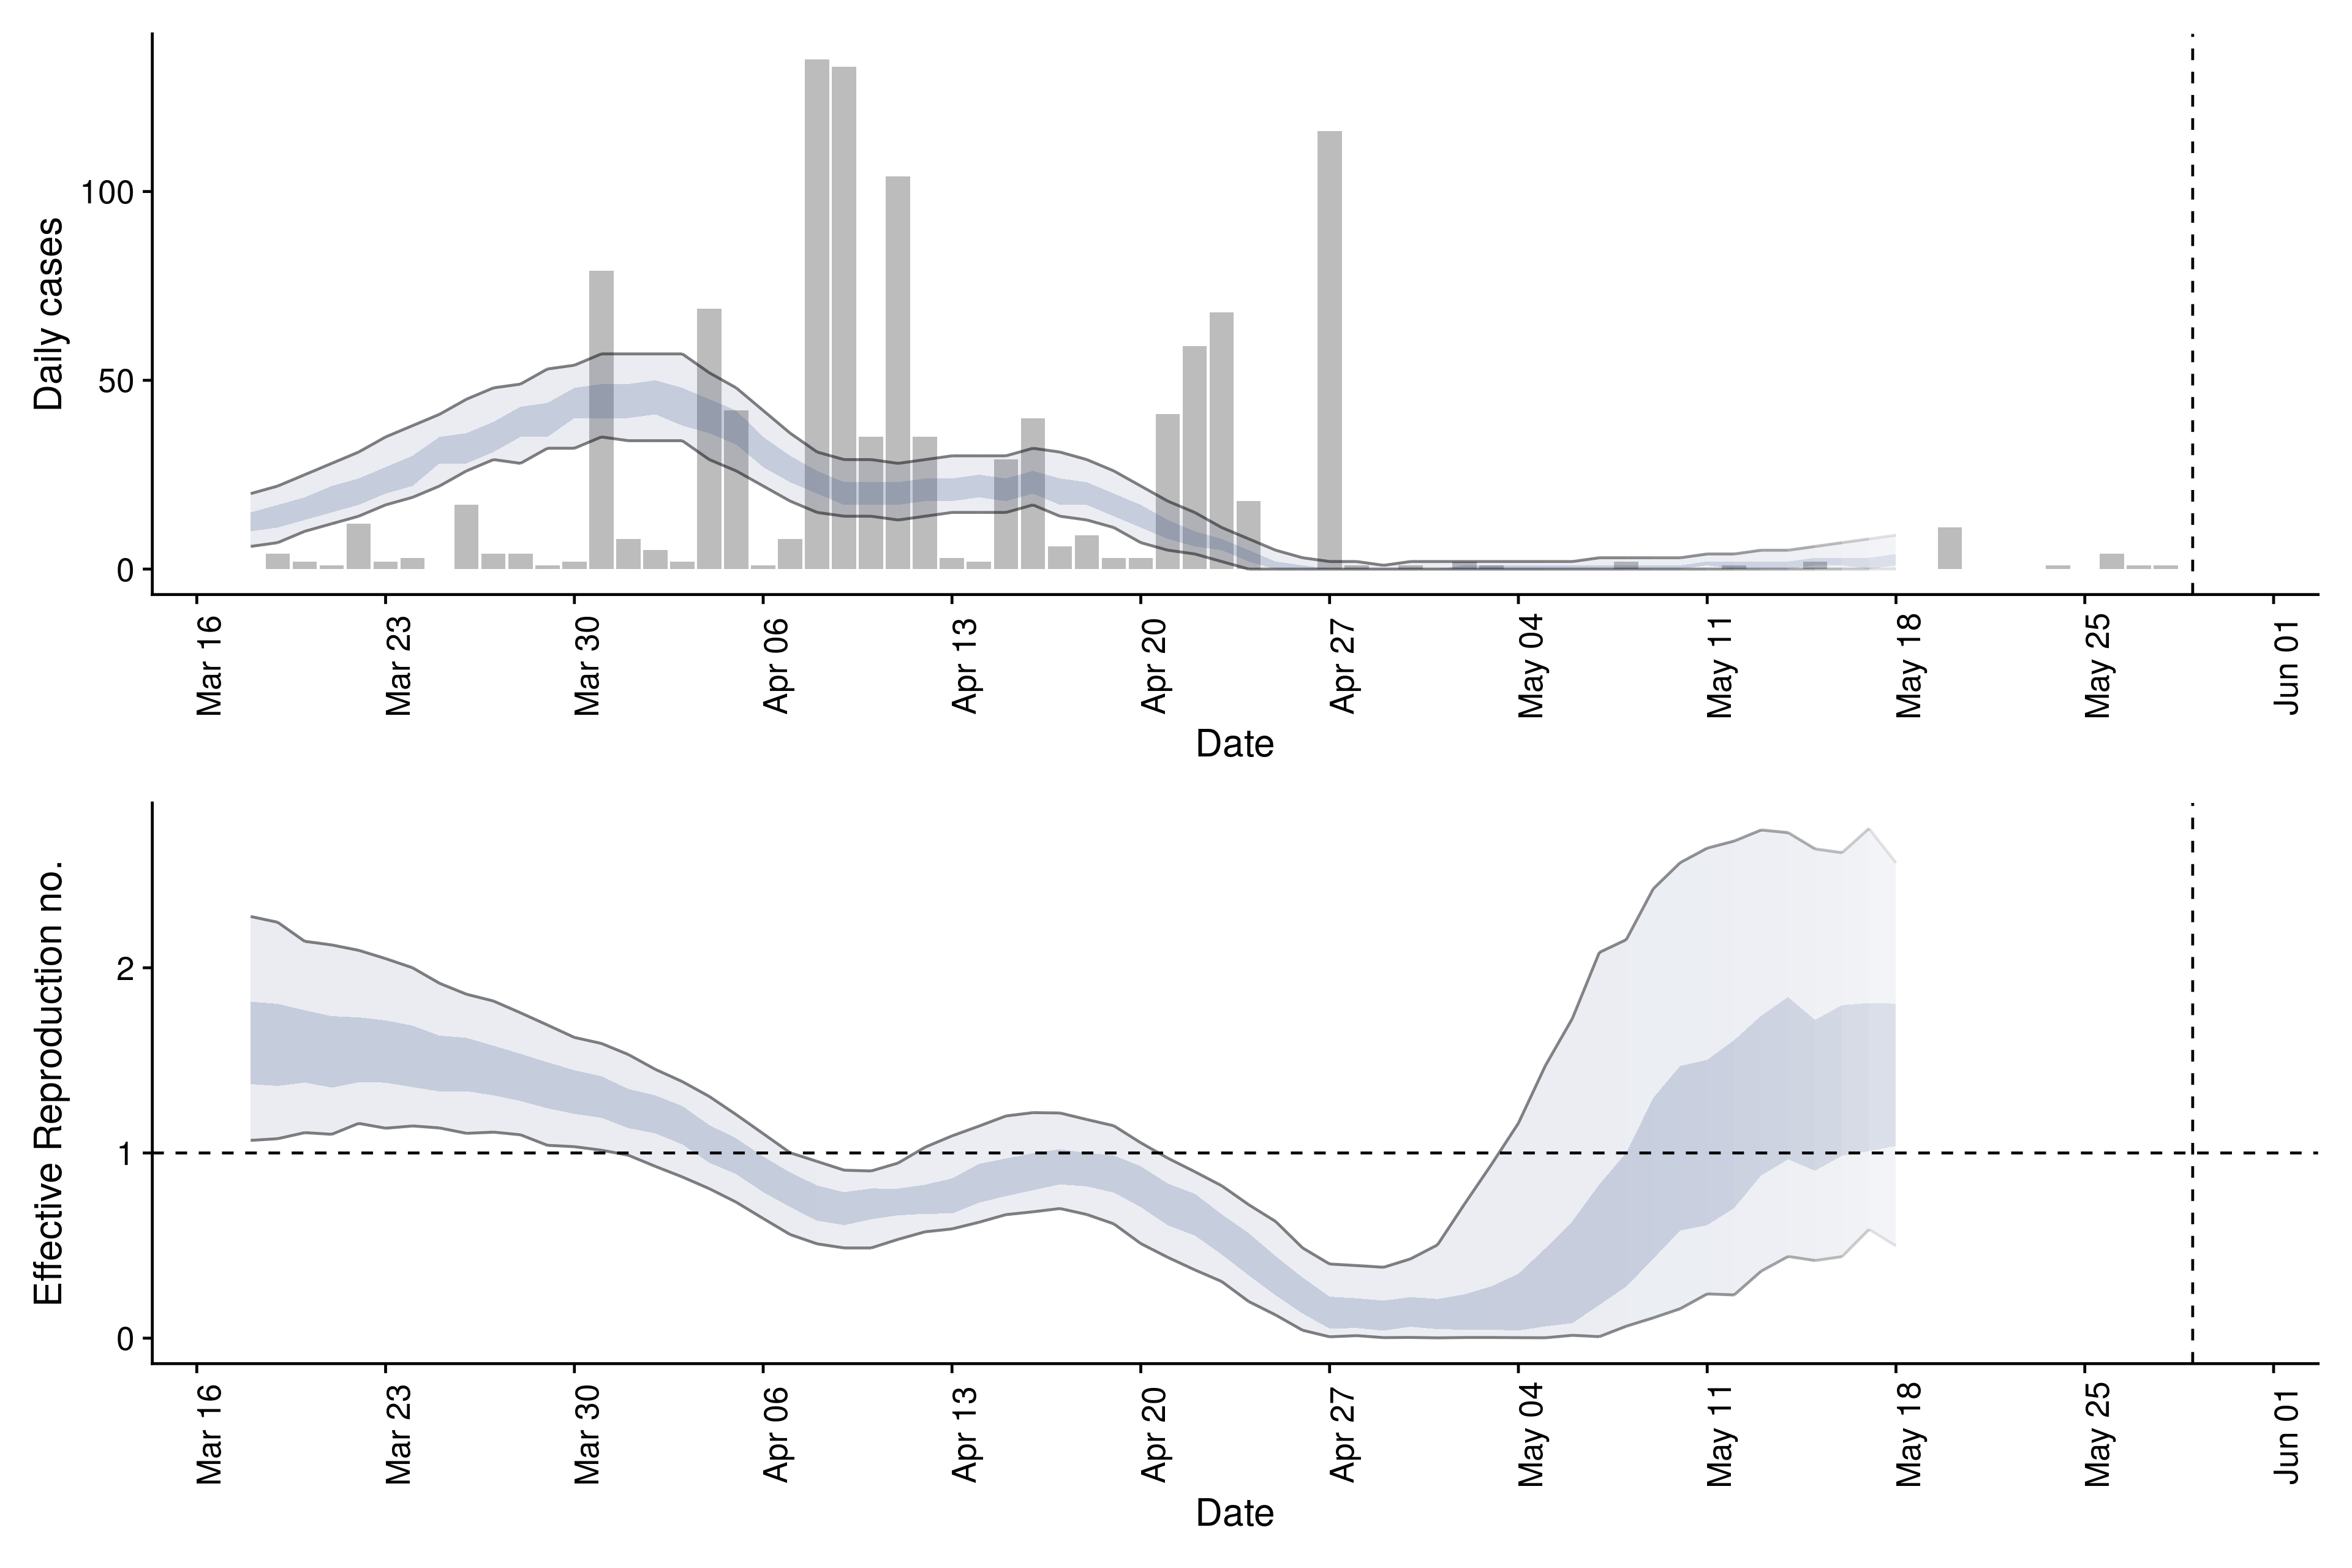 Daily cases
100
50
0
Mar 16
Mar 23
Mar 30
Apr 06
Apr 13
Apr 20
Apr 27
May 04
May 11
May 18
May 25
Jun 01
Date
Effective Reproduction no.
2
1
0
Mar 16
Mar 23
Mar 30
Apr 06
Apr 13
Apr 20
Apr 27
May 04
May 11
May 18
May 25
Jun 01
Date